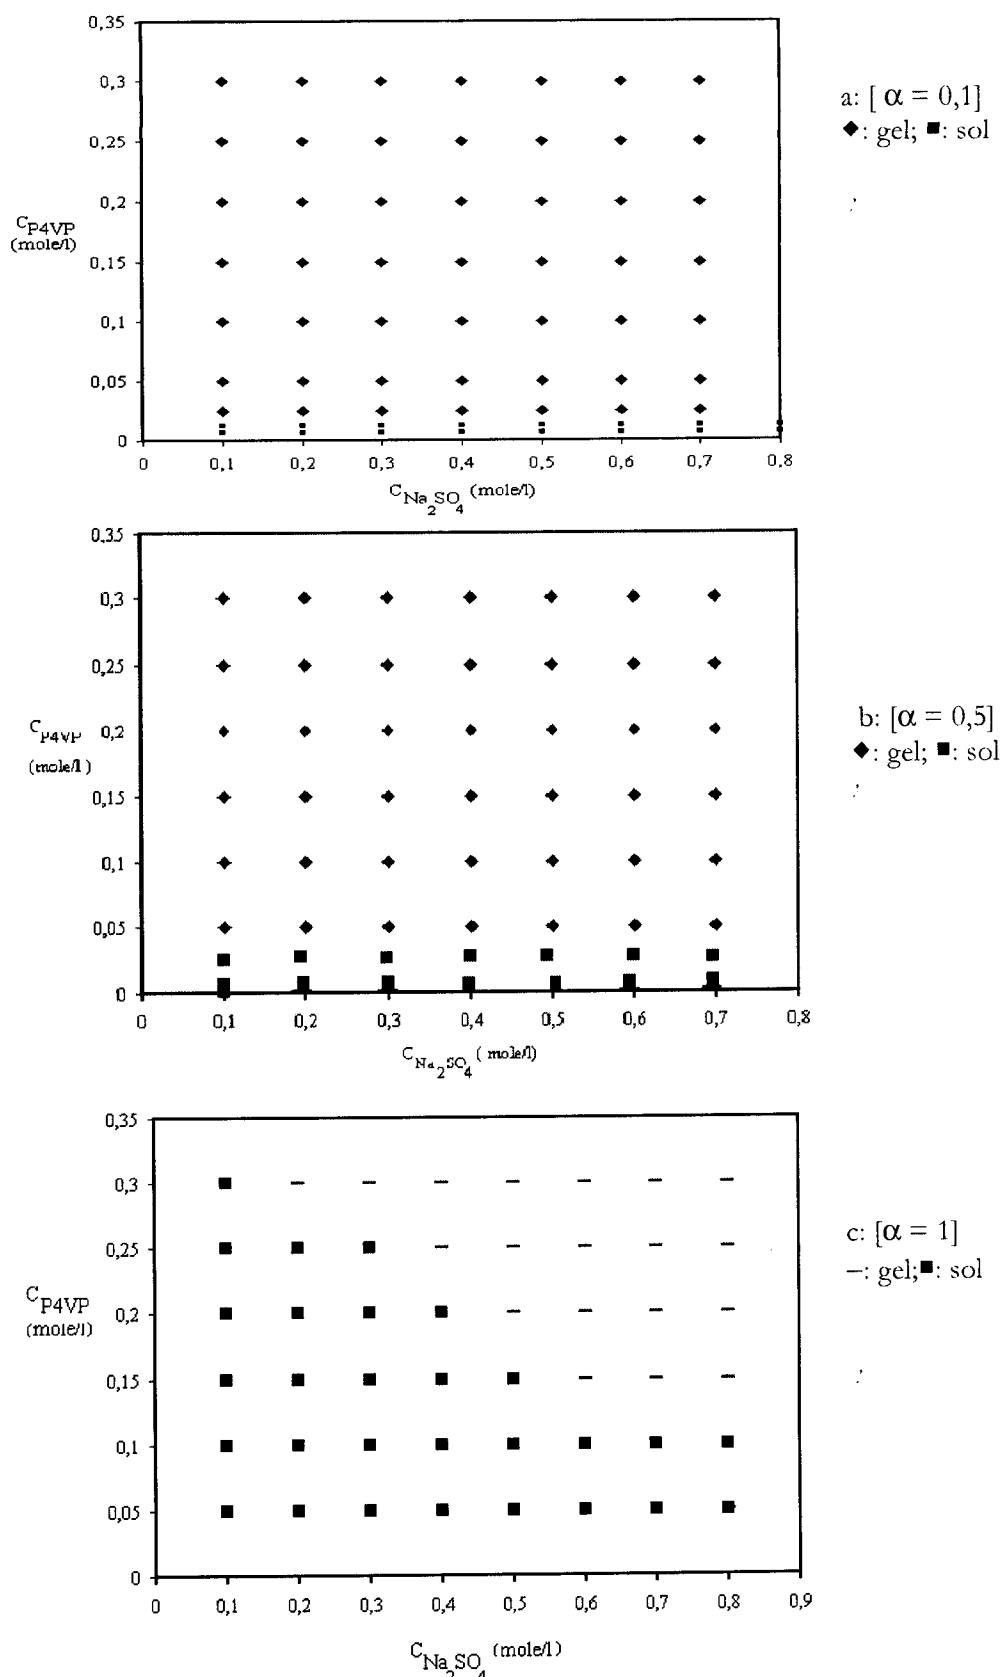 0,35
0,3
0,25
0,2
0,15
0,1
0,05
0
C_P4VP
(mole/l)
0 0,1 0,2 0,3 0,4 0,5 0,6 0,7 0,8
C_Na2SO4 (mole/l)
a: [ α = 0,1]
◆: gel; ■: sol
0,35
0,3
0,25
0,2
0,15
0,1
0,05
0
C_P4VP
(mole/l)
0 0,1 0,2 0,3 0,4 0,5 0,6 0,7 0,8
C_Na2SO4 ( mole/l)
b: [α = 0,5]
◆: gel; ■: sol
0,35
0,3
0,25
0,2
0,15
0,1
0,05
0
C_P4VP
(mole/l)
0 0,1 0,2 0,3 0,4 0,5 0,6 0,7 0,8 0,9
C_Na2SO4 (mole/l)
c: [α = 1]
–: gel;■: sol